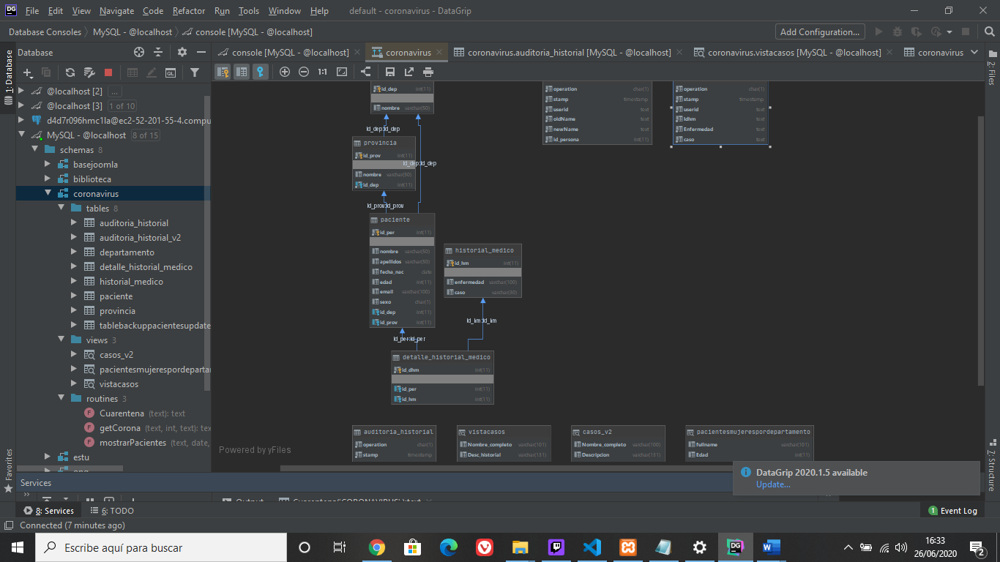 DG File Edit View Navigate Code Refactor Run Tools Window Help default - coronavirus - DataGrip
Database Consoles MySQL - @localhost console [MySQL - @localhost] Add Configuration...
Database console [MySQL - @localhost] coronavirus coronavirus.auditoria_historial [MySQL - @localhost] coronavirus.vistacasos [MySQL - @localhost] coronavirus
1: Database
2: Files
QL 1:1
@localhost [2] ...
@localhost [3] 1 of 10
d4d7r096hmc1la@ec2-52-201-55-4.compu
MySQL - @localhost 8 of 15
schemas 8
basejoomla
biblioteca
coronavirus
tables 8
auditoria_historial
auditoria_historial_v2
departamento
detalle_historial_medico
historial_medico
paciente
provincia
tablebackuppacientesupdate
views 3
casos_v2
pacientesmujerespordeparta
vistacasos
routines 3
Cuarentena (text): text
getCorona (text, int, text): tex
mostrarPacientes (text, date,
estu
id_dep int(11)
nombre varchar(50)
id_dep:id_dep
provincia
id_prov int(11)
id_dep:id_dep
nombre varchar(50)
id_dep int(11)
id_prov:id_prov
paciente
id_per int(11)
nombre varchar(50)
apellidos varchar(50)
fecha_nac date
edad int(11)
email varchar(100)
sexo char(1)
id_dep int(11)
id_prov int(11)
historial_medico
id_hm int(11)
enfermedad varchar(100)
caso varchar(50)
id_hm:id_hm
id_per:id_per
detalle_historial_medico
id_dhm int(11)
id_per int(11)
id_hm int(11)
operation char(1)
stamp timestamp
userid text
oldName text
newName text
id_persona int(11)
operation char(1)
stamp timestamp
userid text
Idhm text
Enfermedad text
caso text
auditoria_historial
operation char(1)
stamp timestamp
vistacasos
Nombre_completo varchar(101)
Desc_historial varchar(151)
casos_v2
Nombre_completo varchar(100)
Descripcion varchar(151)
pacientesmujerespordepartamento
fullname varchar(101)
Edad int(11)
Powered by yFiles
DataGrip 2020.1.5 available
Update...
Favorites
7: Structure
Services
Output Cuarentena('CORONAVIRUS'):text
8: Services 6: TODO 1 Event Log
Connected (7 minutes ago)
Escribe aquí para buscar
DG
16:33
26/06/2020
2